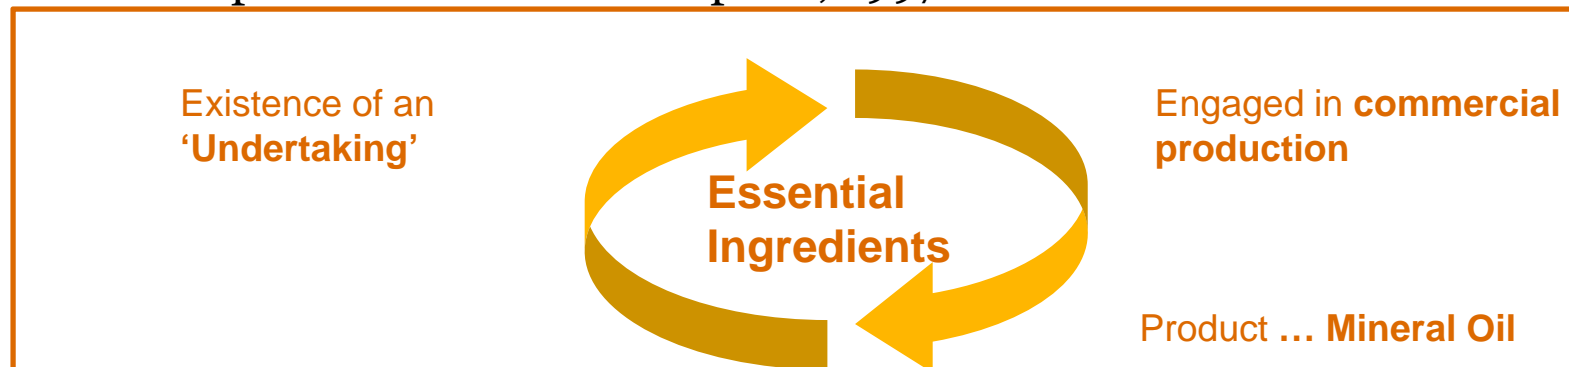 Existence of an
‘Undertaking’
Engaged in commercial
production
Essential
Ingredients
Product … Mineral Oil